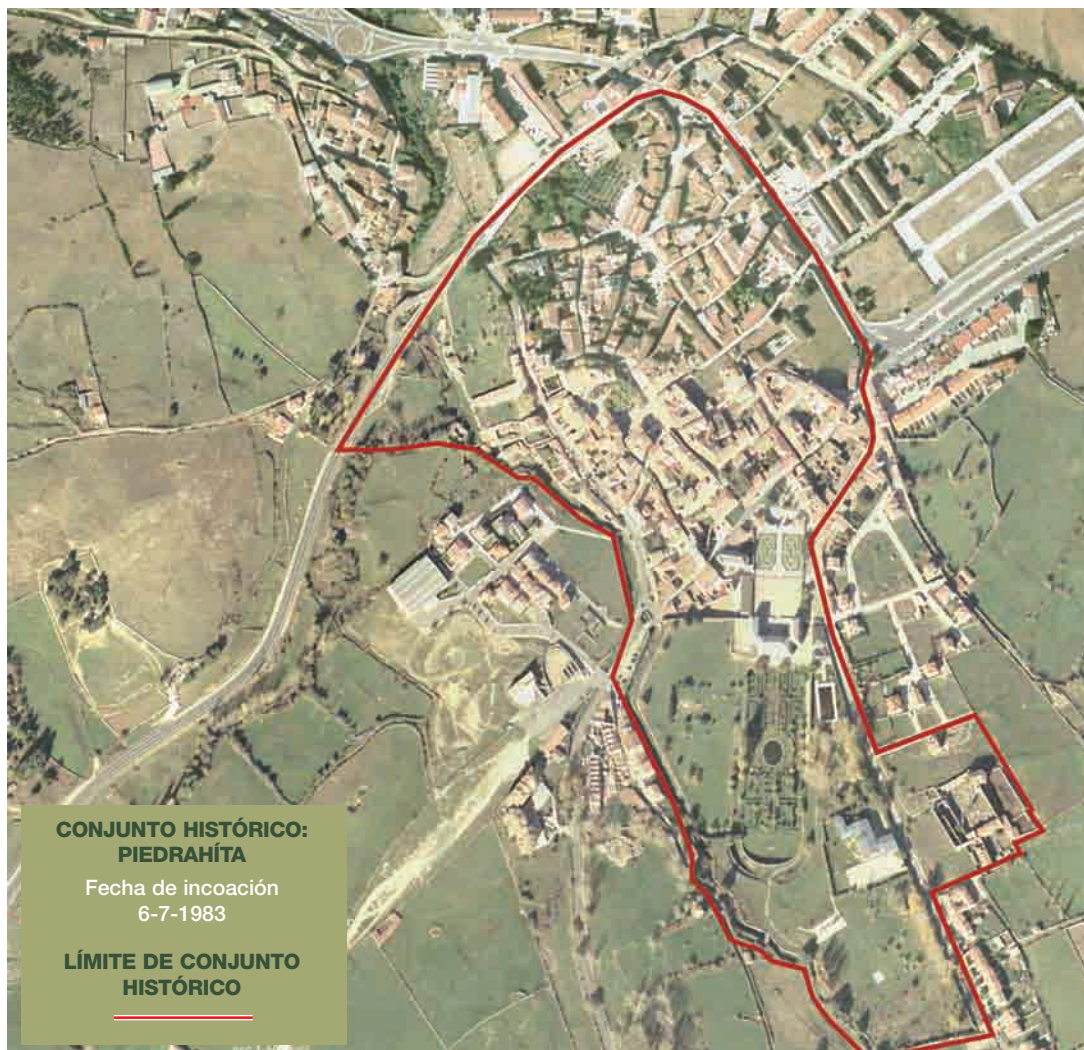 CONJUNTO HISTÓRICO:
PIEDRAHÍTA
Fecha de incoación
6-7-1983
LÍMITE DE CONJUNTO
HISTÓRICO